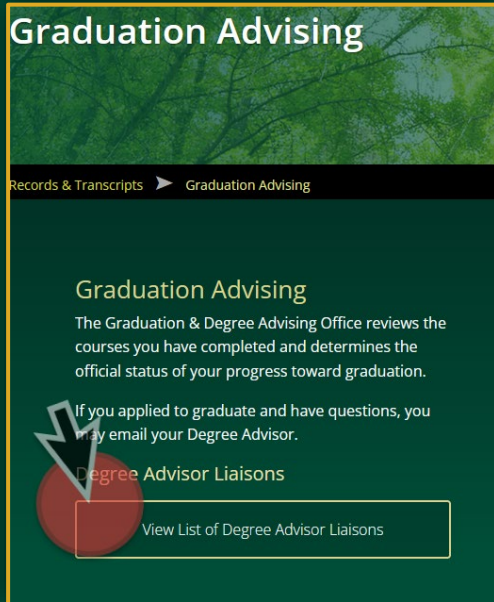 Graduation Advising
Records & Transcripts ➤ Graduation Advising
Graduation Advising
The Graduation & Degree Advising Office reviews the
courses you have completed and determines the
official status of your progress toward graduation.
If you applied to graduate and have questions, you
may email your Degree Advisor.
Degree Advisor Liaisons
View List of Degree Advisor Liaisons